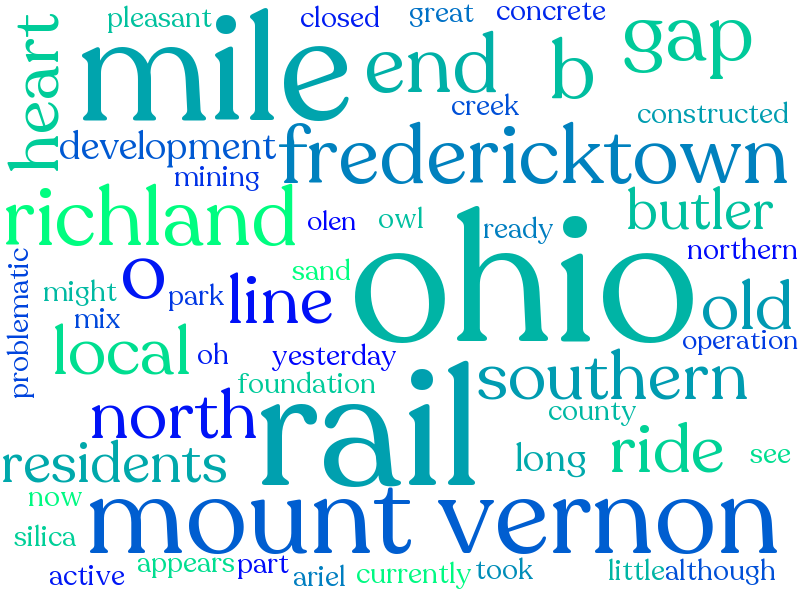 pleasant closed great concrete
heart mile end b gap
creek constructed
development fredericktown
mining
richland olen owl ready butler
northern
problematic might o park sand line ohio old
mix
local oh yesterday operation
foundation southern
north rail county
residents long ride see
now
silica mount vernon
active appears part ariel currently took little although